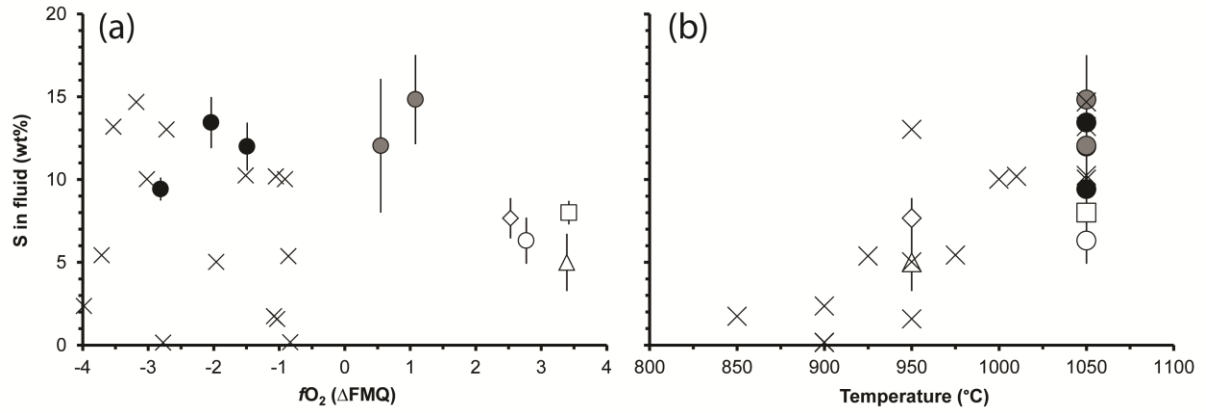 (a)
(b)
20
15
10
5
0
S in fluid (wt%)
-4 -3 -2 -1 0 1 2 3 4
fO₂ (ΔFMQ)
800 850 900 950 1000 1050 1100
Temperature (°C)